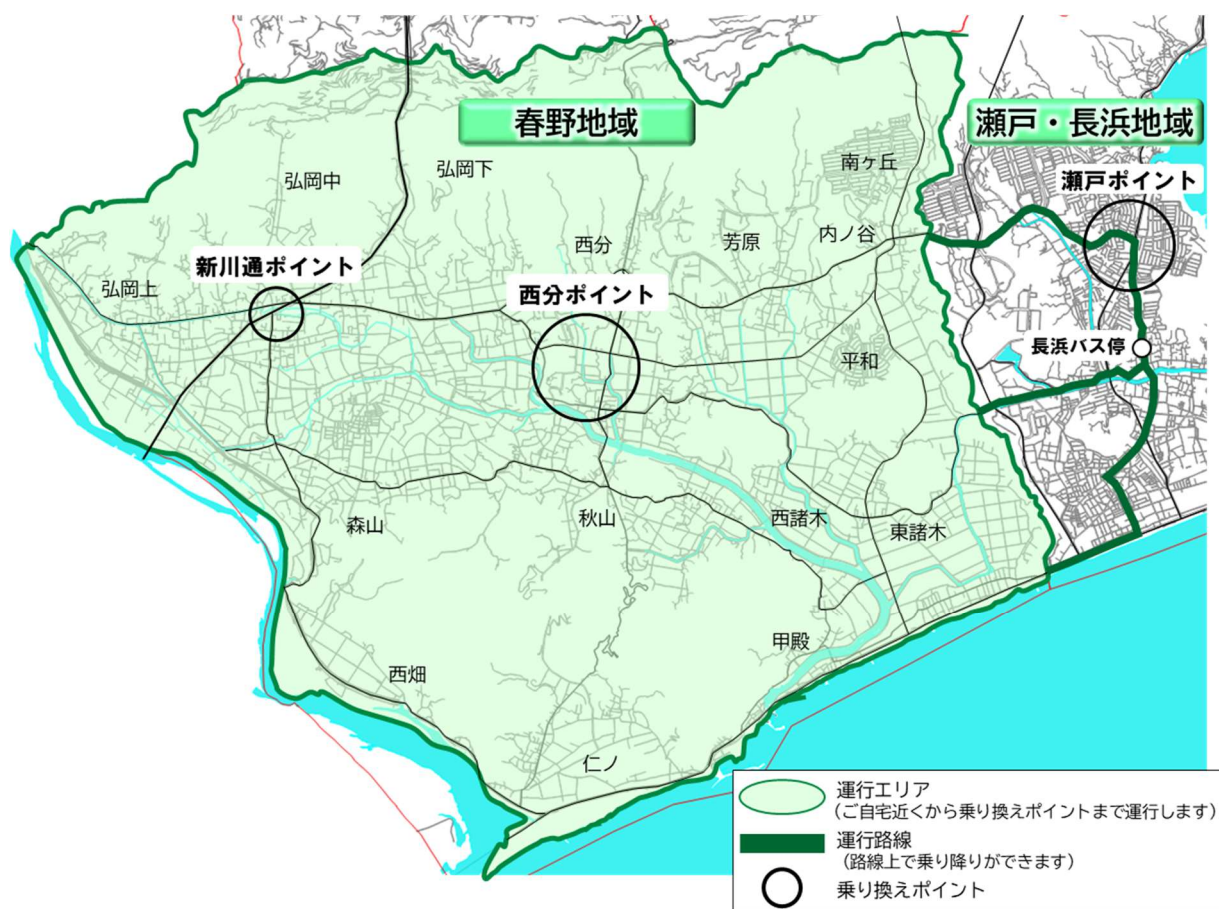 春野地域
瀬戸・長浜地域
南ヶ丘
瀬戸ポイント
弘岡中
弘岡下
西分
芳原
内ノ谷
新川通ポイント
弘岡上
西分ポイント
長浜バス停
平和
森山
秋山
西諸木
東諸木
甲殿
西畑
仁ノ
運行エリア
(ご自宅近くから乗り換えポイントまで運行します)
運行路線
(路線上で乗り降りができます)
乗り換えポイント